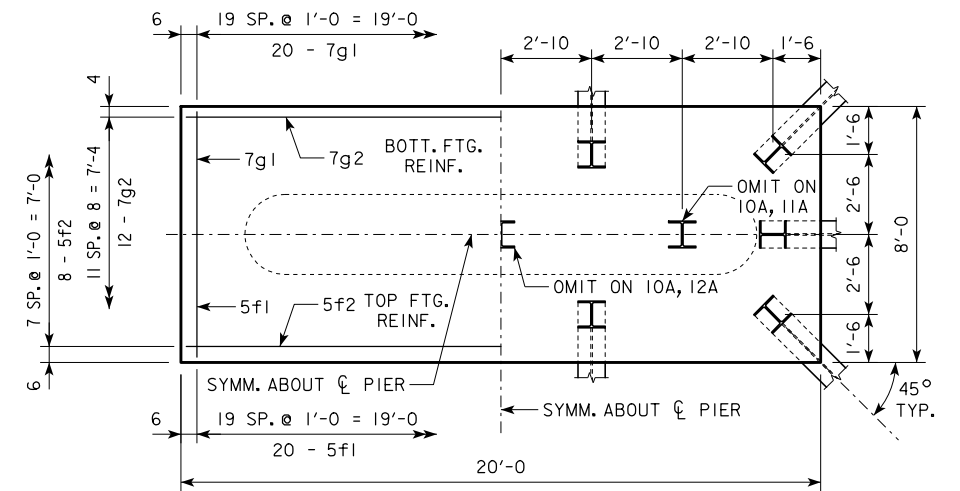 6
19 SP. @ 1'-0 = 19'-0
20 - 7g1
2'-10
2'-10
2'-10
1'-6
4
7g1
7g2
BOTT. FTG.
REINF.
OMIT ON
10A, 11A
1'-6
2'-6
2'-6
1'-6
8'-0
7 SP. @ 1'-0 = 7'-0
8 - 5f2
11 SP. @ 8 = 7'-4
12 - 7g2
OMIT ON 10A, 12A
5f1
5f2
TOP FTG.
REINF.
6
SYMM. ABOUT ℄ PIER
SYMM. ABOUT ℄ PIER
45°
TYP.
6
19 SP. @ 1'-0 = 19'-0
20 - 5f1
20'-0